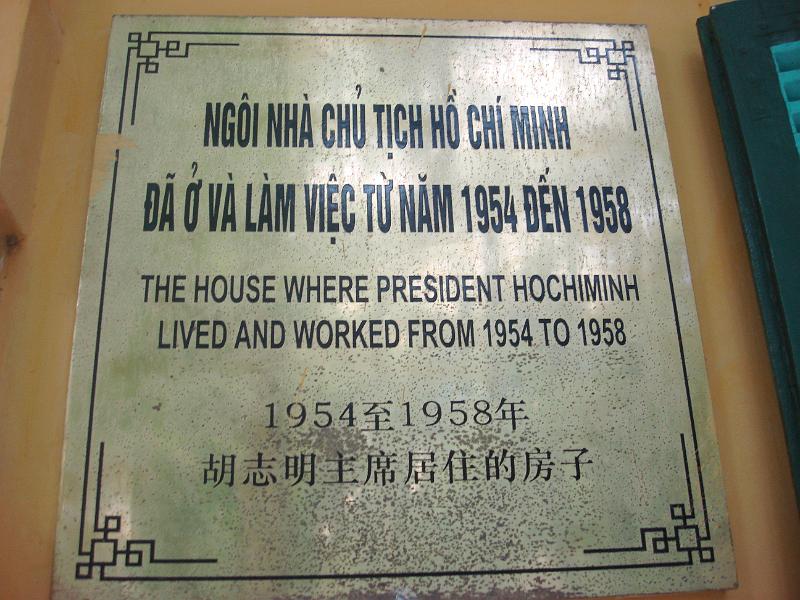 NGÔI NHÀ CHỦ TỊCH HỒ CHÍ MINH
ĐÃ Ở VÀ LÀM VIỆC TỪ NĂM 1954 ĐẾN 1958
THE HOUSE WHERE PRESIDENT HOCHIMINH
LIVED AND WORKED FROM 1954 TO 1958
1954至1958年
胡志明主席居住的房子